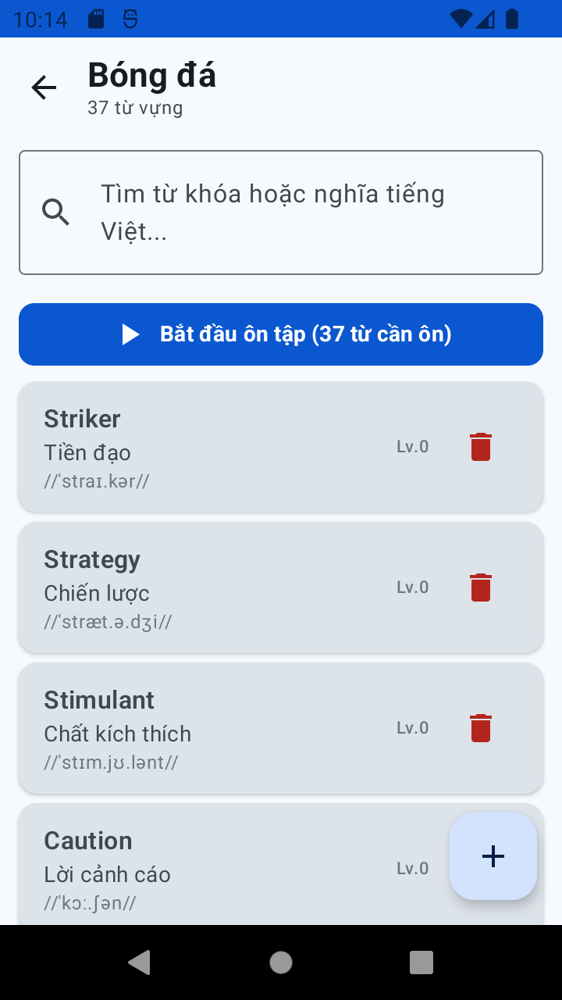 10:14
Bóng đá
37 từ vựng
Tìm từ khóa hoặc nghĩa tiếng
Việt...
Bắt đầu ôn tập (37 từ cần ôn)
Striker
Tiền đạo
//ˈstraɪ.kər//
Lv.0
Strategy
Chiến lược
//ˈstræt.ə.dʒi//
Lv.0
Stimulant
Chất kích thích
//ˈstɪm.jʊ.lənt//
Lv.0
Caution
Lời cảnh cáo
//ˈkɔː.ʃən//
Lv.0